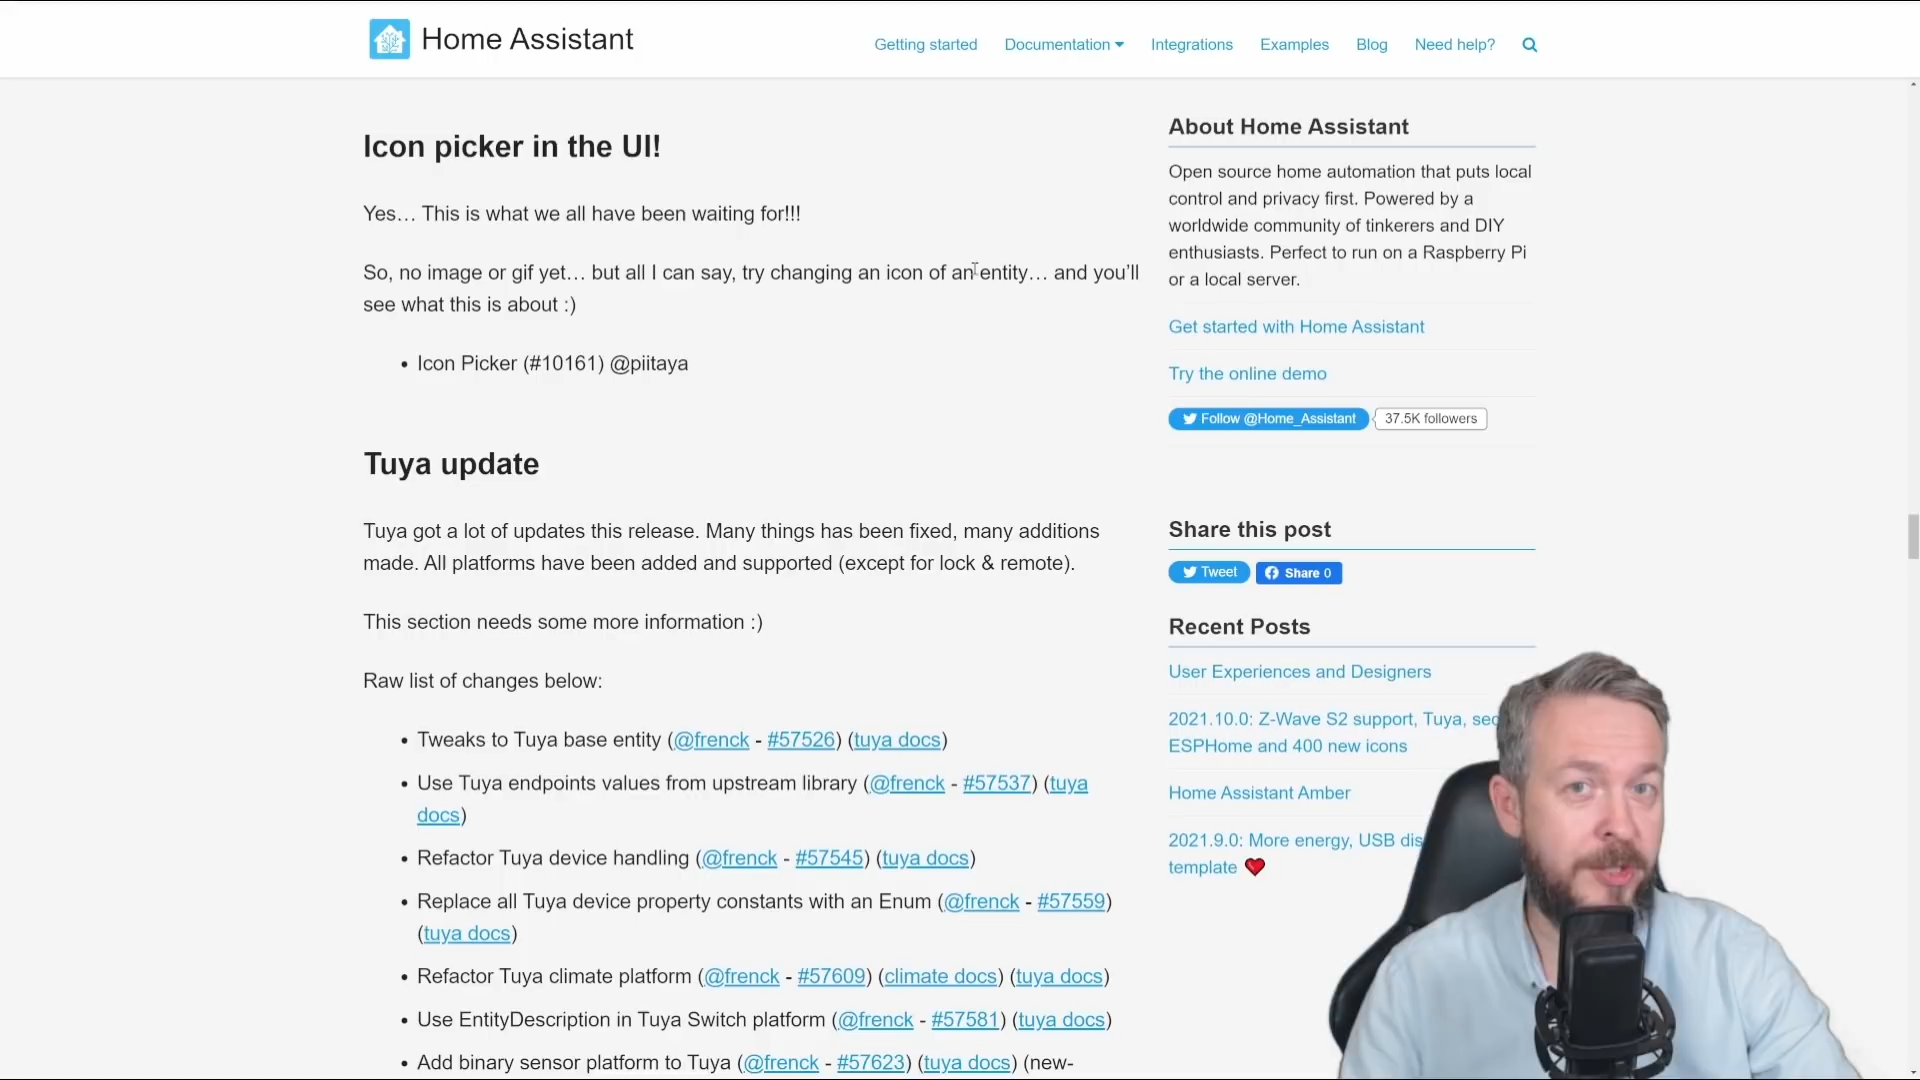 Home Assistant
Getting started Documentation Integrations Examples Blog Need help?
Icon picker in the UI!
Yes… This is what we all have been waiting for!!!
So, no image or gif yet… but all I can say, try changing an icon of an entity… and you’ll
see what this is about :)
• Icon Picker (#10161) @piitaya
Tuya update
Tuya got a lot of updates this release. Many things has been fixed, many additions
made. All platforms have been added and supported (except for lock & remote).
This section needs some more information :)
Raw list of changes below:
• Tweaks to Tuya base entity (@frenck - #57526) (tuya docs)
• Use Tuya endpoints values from upstream library (@frenck - #57537) (tuya
docs)
• Refactor Tuya device handling (@frenck - #57545) (tuya docs)
• Replace all Tuya device property constants with an Enum (@frenck - #57559)
(tuya docs)
• Refactor Tuya climate platform (@frenck - #57609) (climate docs) (tuya docs)
• Use EntityDescription in Tuya Switch platform (@frenck - #57581) (tuya docs)
• Add binary sensor platform to Tuya (@frenck - #57623) (tuya docs) (new-
About Home Assistant
Open source home automation that puts local
control and privacy first. Powered by a
worldwide community of tinkerers and DIY
enthusiasts. Perfect to run on a Raspberry Pi
or a local server.
Get started with Home Assistant
Try the online demo
Follow @Home_Assistant 37.5K followers
Share this post
Tweet Share 0
Recent Posts
User Experiences and Designers
2021.10.0: Z-Wave S2 support, Tuya, sec
ESPHome and 400 new icons
Home Assistant Amber
2021.9.0: More energy, USB dis
template ❤️